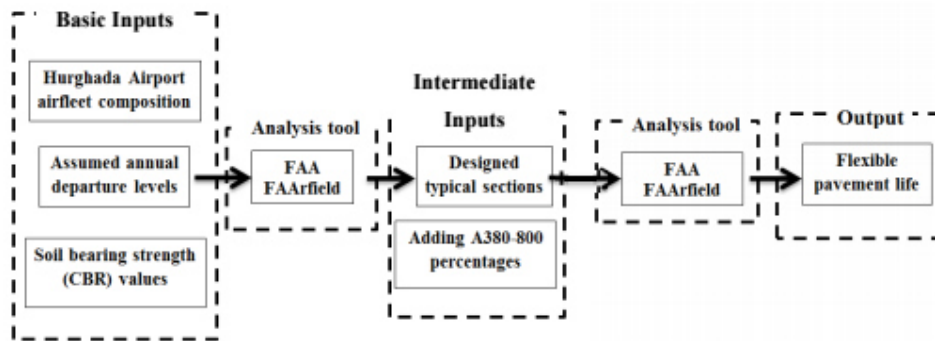 Basic Inputs
Hurghada Airport
airfleet composition
Assumed annual
departure levels
Soil bearing strength
(CBR) values
Analysis tool
FAA
FAArfield
Intermediate
Inputs
Designed
typical sections
Adding A380-800
percentages
Analysis tool
FAA
FAArfield
Output
Flexible
pavement life